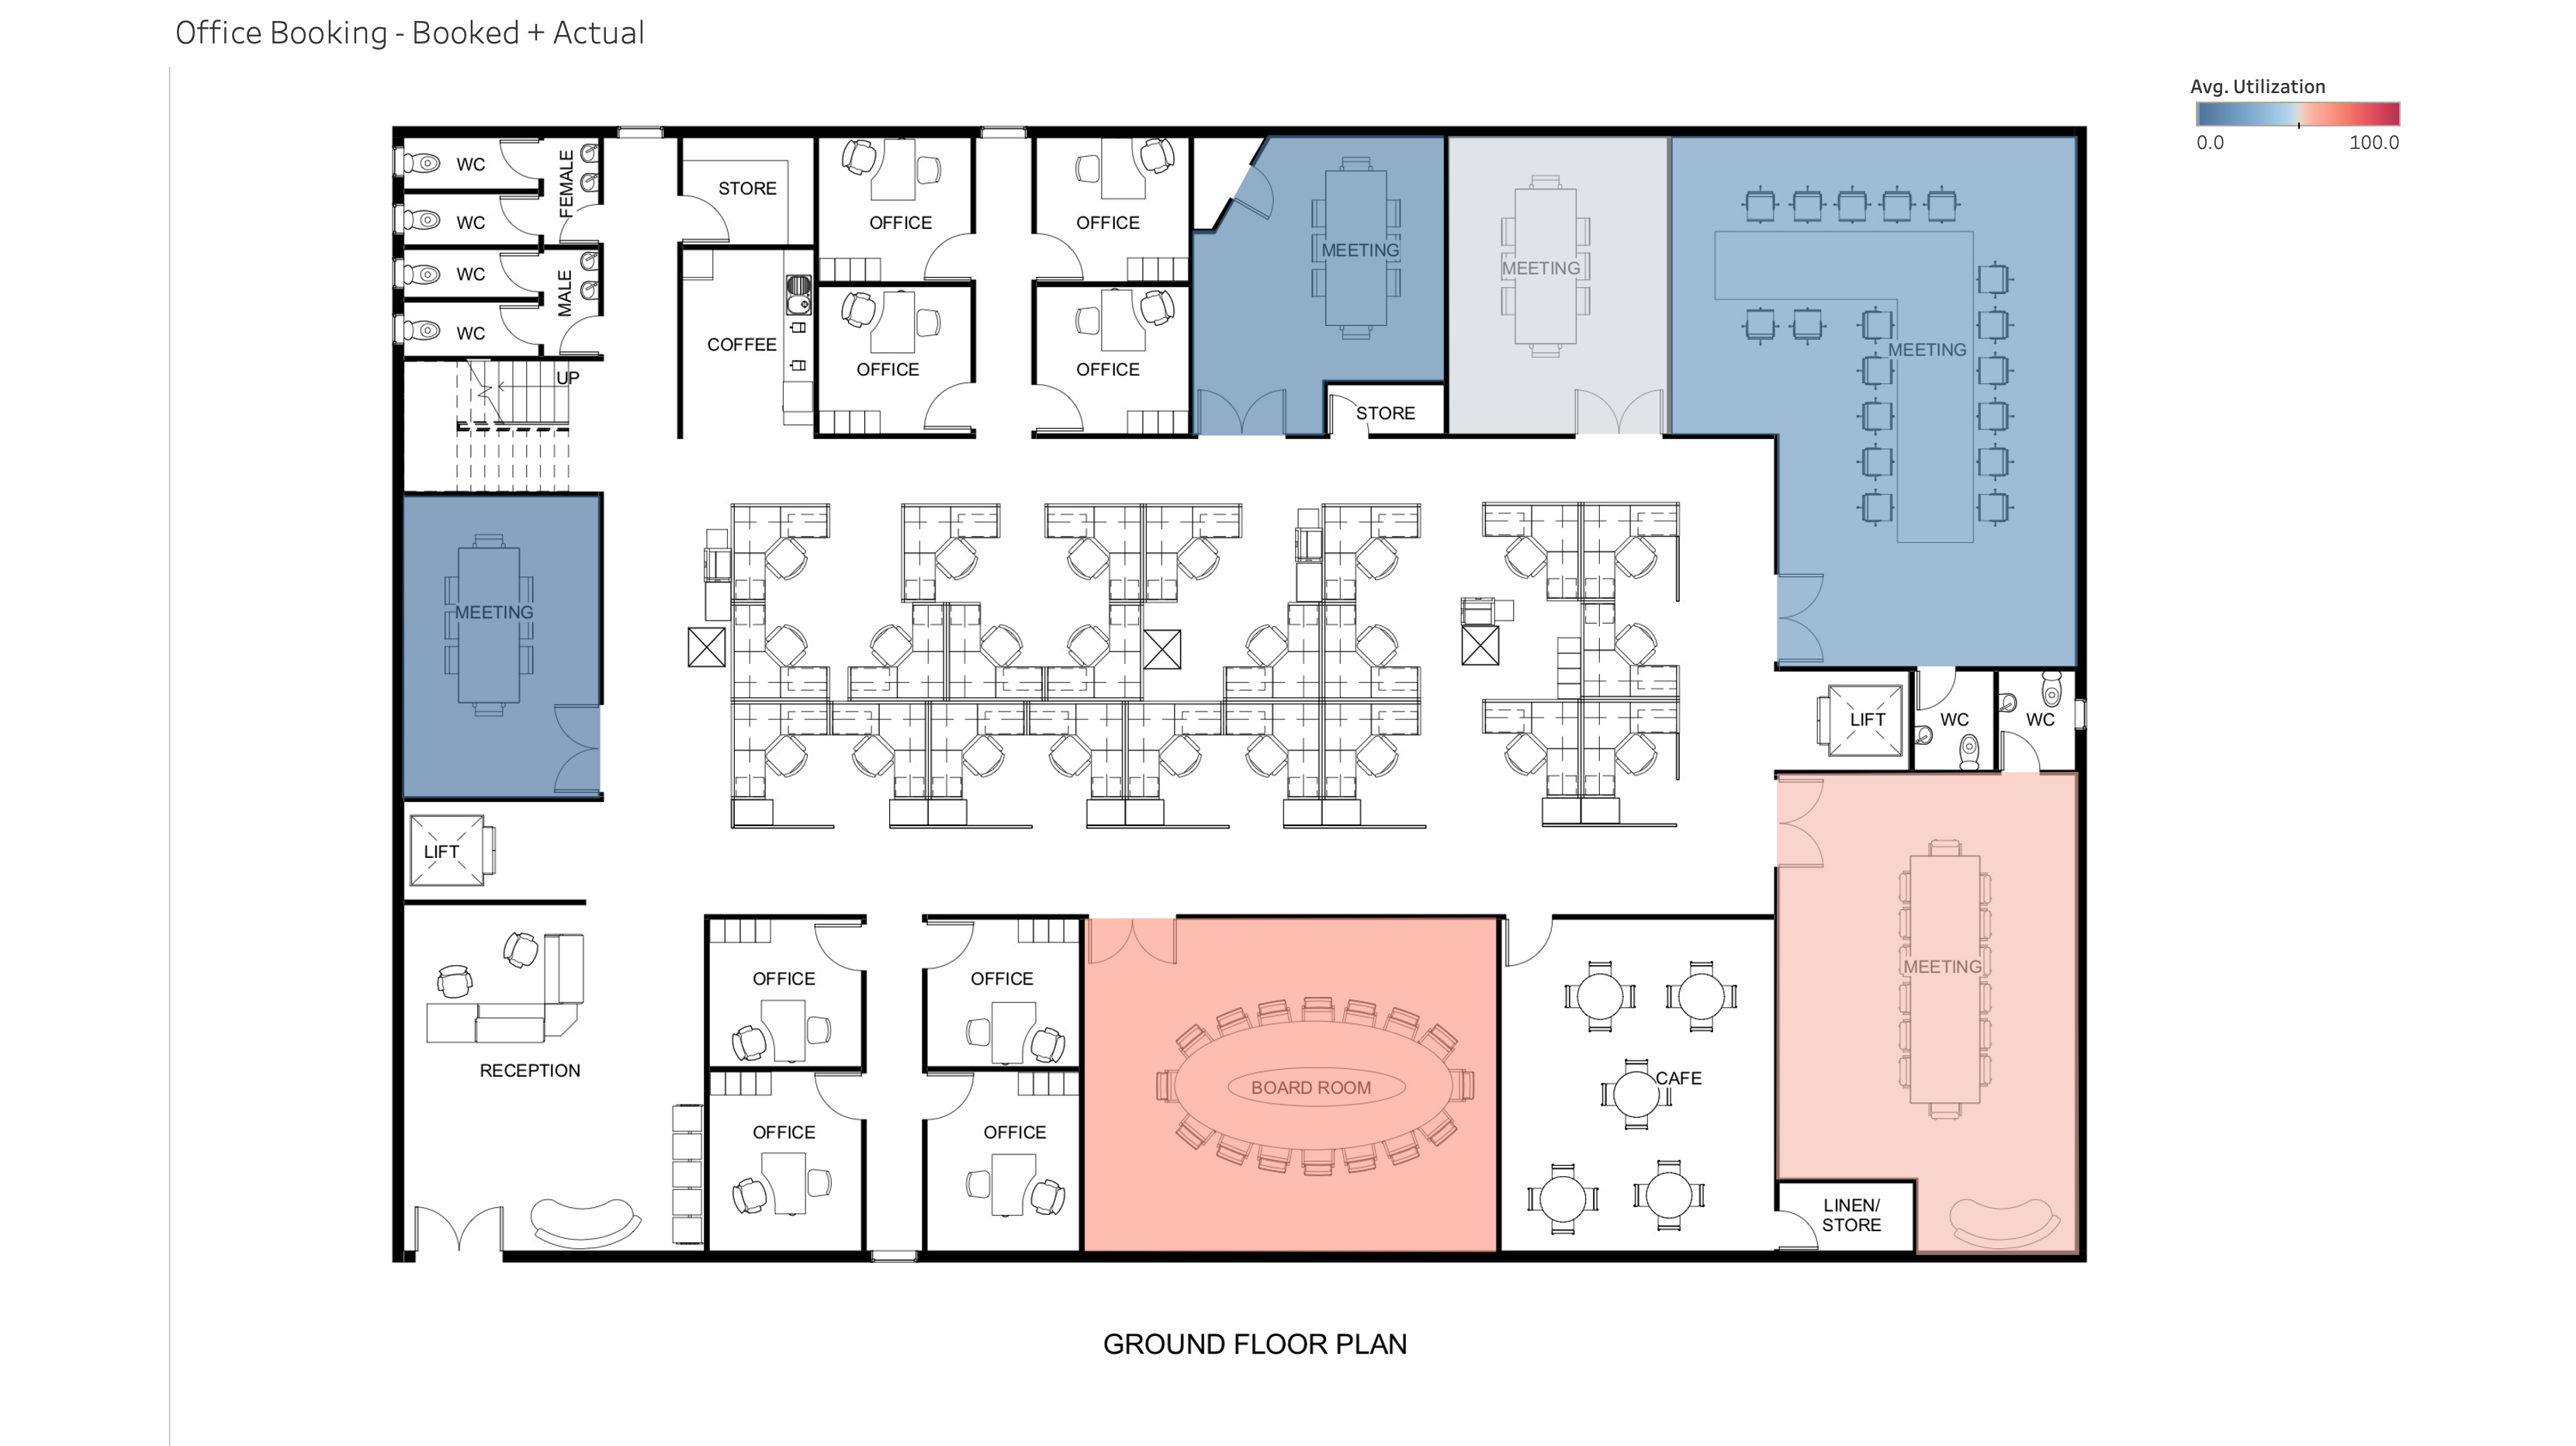 Office Booking - Booked + Actual
Avg. Utilization
0.0
100.0
WC
FEMALE
STORE
OFFICE
OFFICE
WC
MEETING
MEETING
WC
MALE
WC
COFFEE
MEETING
UP
OFFICE
OFFICE
STORE
MEETING
LIFT
WC
WC
LIFT
OFFICE
OFFICE
MEETING
RECEPTION
BOARD ROOM
CAFE
OFFICE
OFFICE
LINEN/
STORE
GROUND FLOOR PLAN